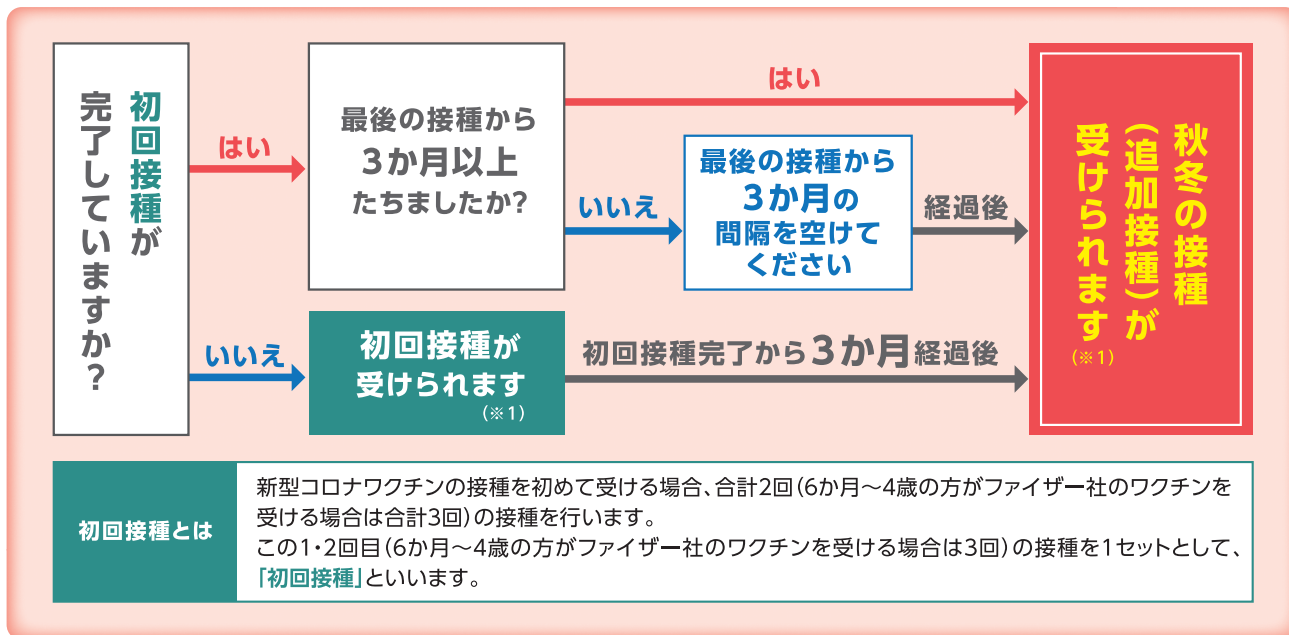 初回接種が
完了していますか？
はい
いいえ
最後の接種から
3か月以上
たちましたか？
はい
いいえ
最後の接種から
3か月の
間隔を空けて
ください
経過後
初回接種が
受けられます
（※1）
初回接種完了から3か月経過後
秋冬の接種
（追加接種）が
受けられます
（※1）
初回接種とは
新型コロナワクチンの接種を初めて受ける場合、合計2回（6か月～4歳の方がファイザー社のワクチンを
受ける場合は合計3回）の接種を行います。
この1・2回目（6か月～4歳の方がファイザー社のワクチンを受ける場合は3回）の接種を1セットとして、
「初回接種」といいます。